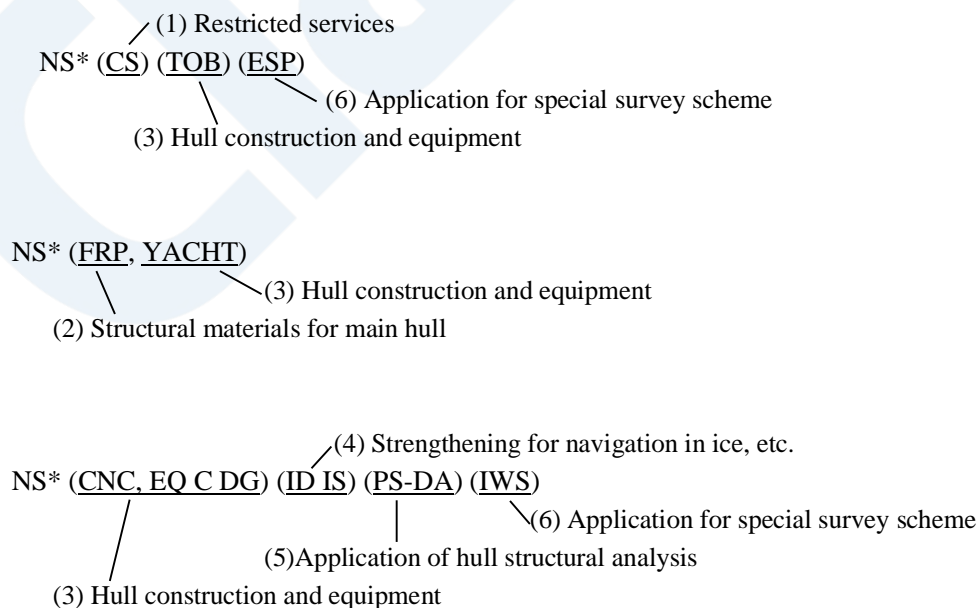 (1) Restricted services
NS* (CS) (TOB) (ESP)
(6) Application for special survey scheme
(3) Hull construction and equipment
NS* (FRP, YACHT)
(3) Hull construction and equipment
(2) Structural materials for main hull
(4) Strengthening for navigation in ice, etc.
NS* (CNC, EQ C DG) (ID IS) (PS-DA) (IWS)
(6) Application for special survey scheme
(5)Application of hull structural analysis
(3) Hull construction and equipment